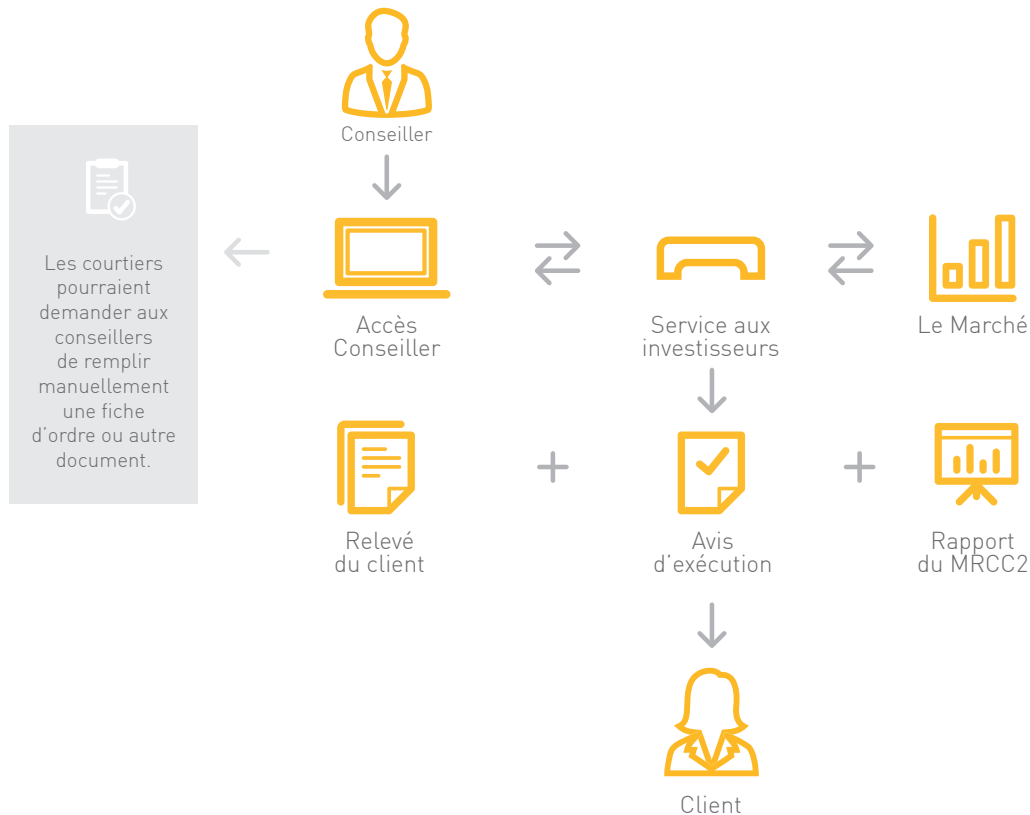 Conseiller
Les courtiers
pourraient
demander aux
conseillers
de remplir
manuellement
une fiche
d'ordre ou autre
document.
Accès
Conseiller
Service aux
investisseurs
Le Marché
Relevé
du client
Avis
d'exécution
Rapport
du MRCC2
Client